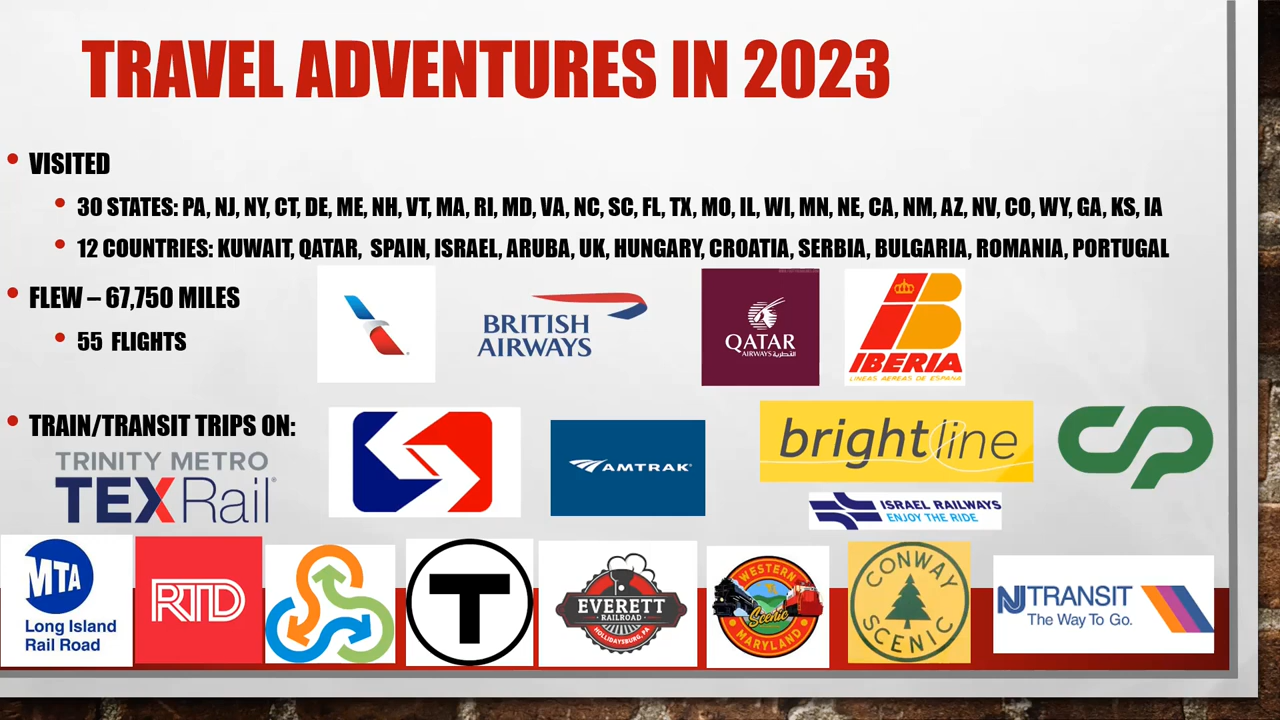 TRAVEL ADVENTURES IN 2023
VISITED
30 STATES: PA, NJ, NY, CT, DE, ME, NH, VT, MA, RI, MD, VA, NC, SC, FL, TX, MO, IL, WI, MN, NE, CA, NM, AZ, NV, CO, WY, GA, KS, IA
12 COUNTRIES: KUWAIT, QATAR, SPAIN, ISRAEL, ARUBA, UK, HUNGARY, CROATIA, SERBIA, BULGARIA, ROMANIA, PORTUGAL
FLEW – 67,750 MILES
55 FLIGHTS
BRITISH
AIRWAYS
QATAR
AIRWAYS القطرية
IBERIA
LINEAS AEREAS DE ESPAÑA
TRAIN/TRANSIT TRIPS ON:
TRINITY METRO
TEXRail
AMTRAK
brightline
CP
ISRAEL RAILWAYS
ENJOY THE RIDE
MTA
Long Island
Rail Road
RTD
T
EVERETT
RAILROAD
HOLLIDAYSBURG, PA
WESTERN
Scenic
MARYLAND
CONWAY
SCENIC
NJ TRANSIT
The Way To Go.